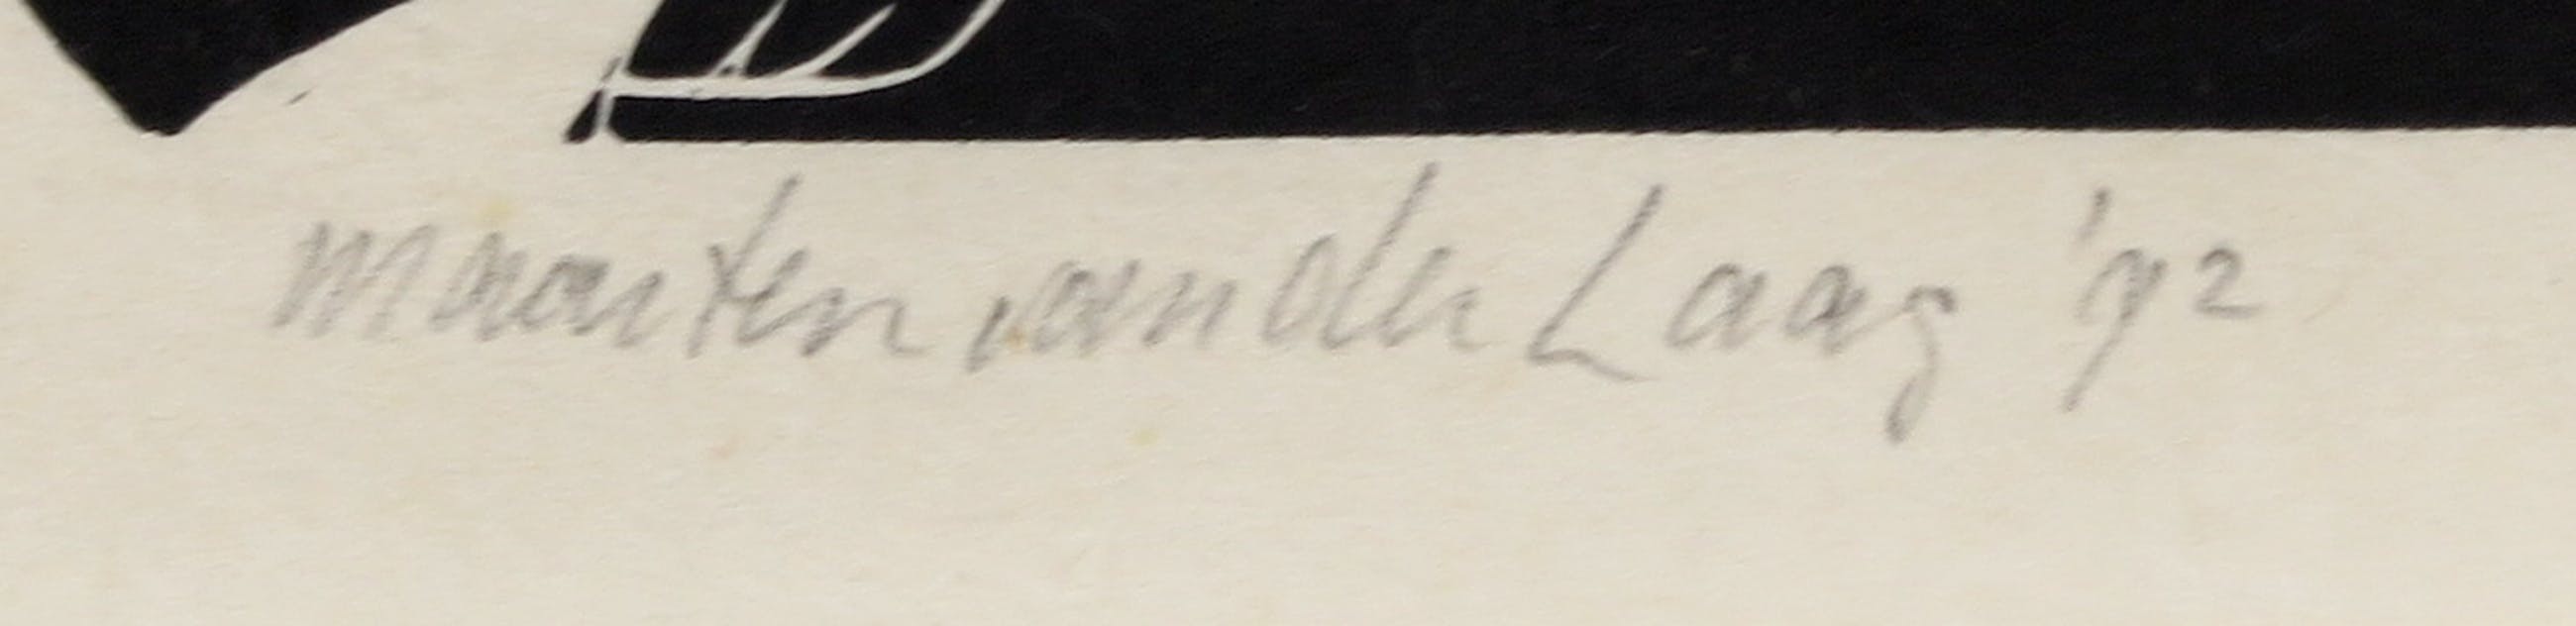 maarten van der Laag '92